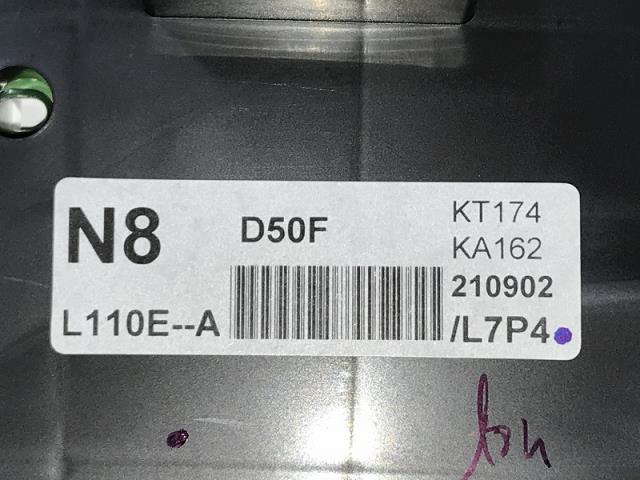 N8
D50F
KT174
KA162
210902
L110E--A
/L7P4